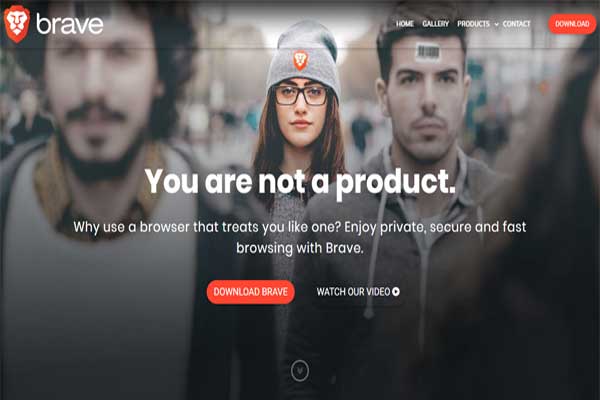 brave
HOME GALLERY PRODUCTS CONTACT DOWNLOAD
You are not a product.
Why use a browser that treats you like one? Enjoy private, secure and fast
browsing with Brave.
DOWNLOAD BRAVE WATCH OUR VIDEO